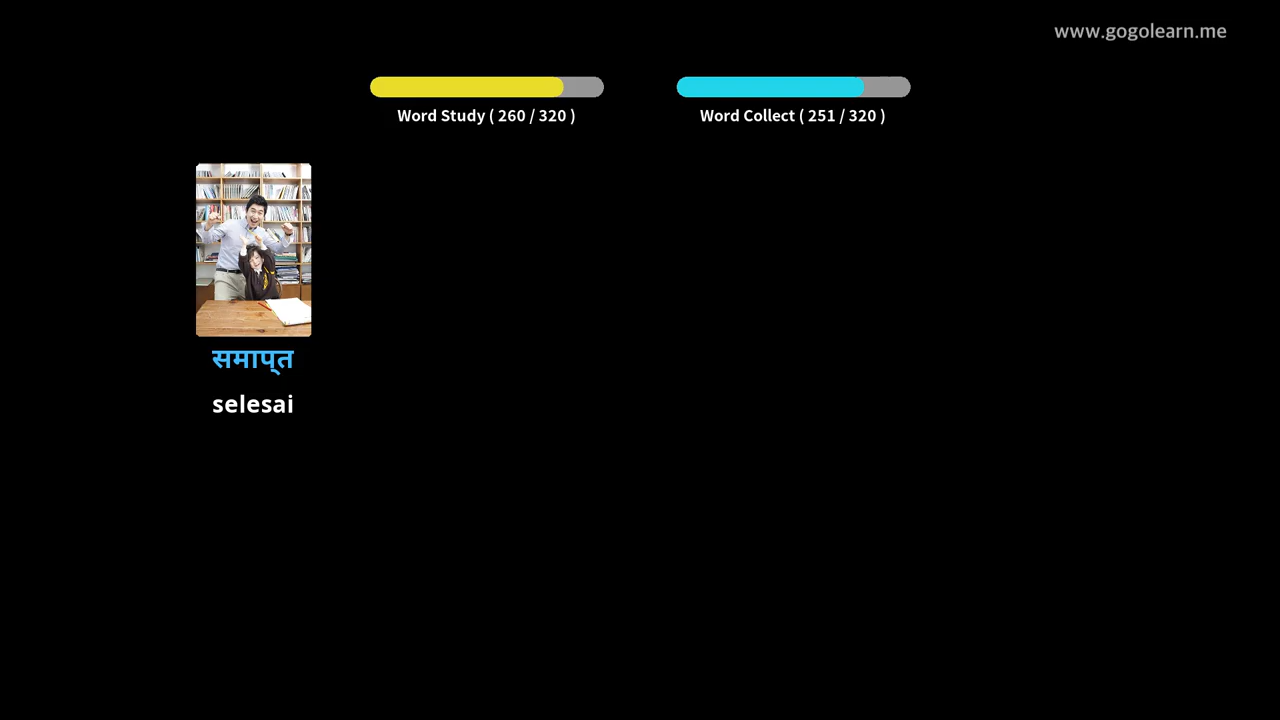 www.gogolearn.me
Word Study ( 260 / 320 )
Word Collect ( 251 / 320 )
समाप्त
selesai